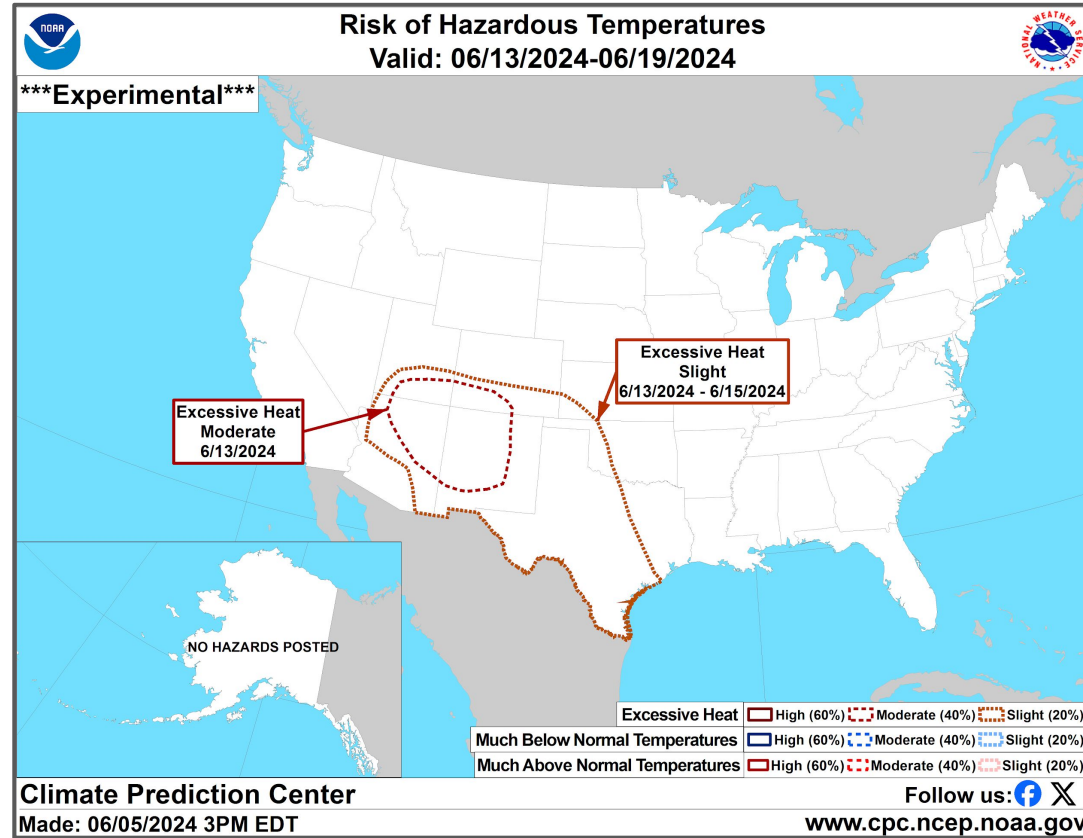 NOAA
Risk of Hazardous Temperatures
Valid: 06/13/2024-06/19/2024
NATIONAL WEATHER SERVICE
***Experimental***
Excessive Heat
Slight
6/13/2024 - 6/15/2024
Excessive Heat
Moderate
6/13/2024
NO HAZARDS POSTED
Excessive Heat High (60%) Moderate (40%) Slight (20%)
Much Below Normal Temperatures High (60%) Moderate (40%) Slight (20%)
Much Above Normal Temperatures High (60%) Moderate (40%) Slight (20%)
Climate Prediction Center
Follow us:
Made: 06/05/2024 3PM EDT
www.cpc.ncep.noaa.gov